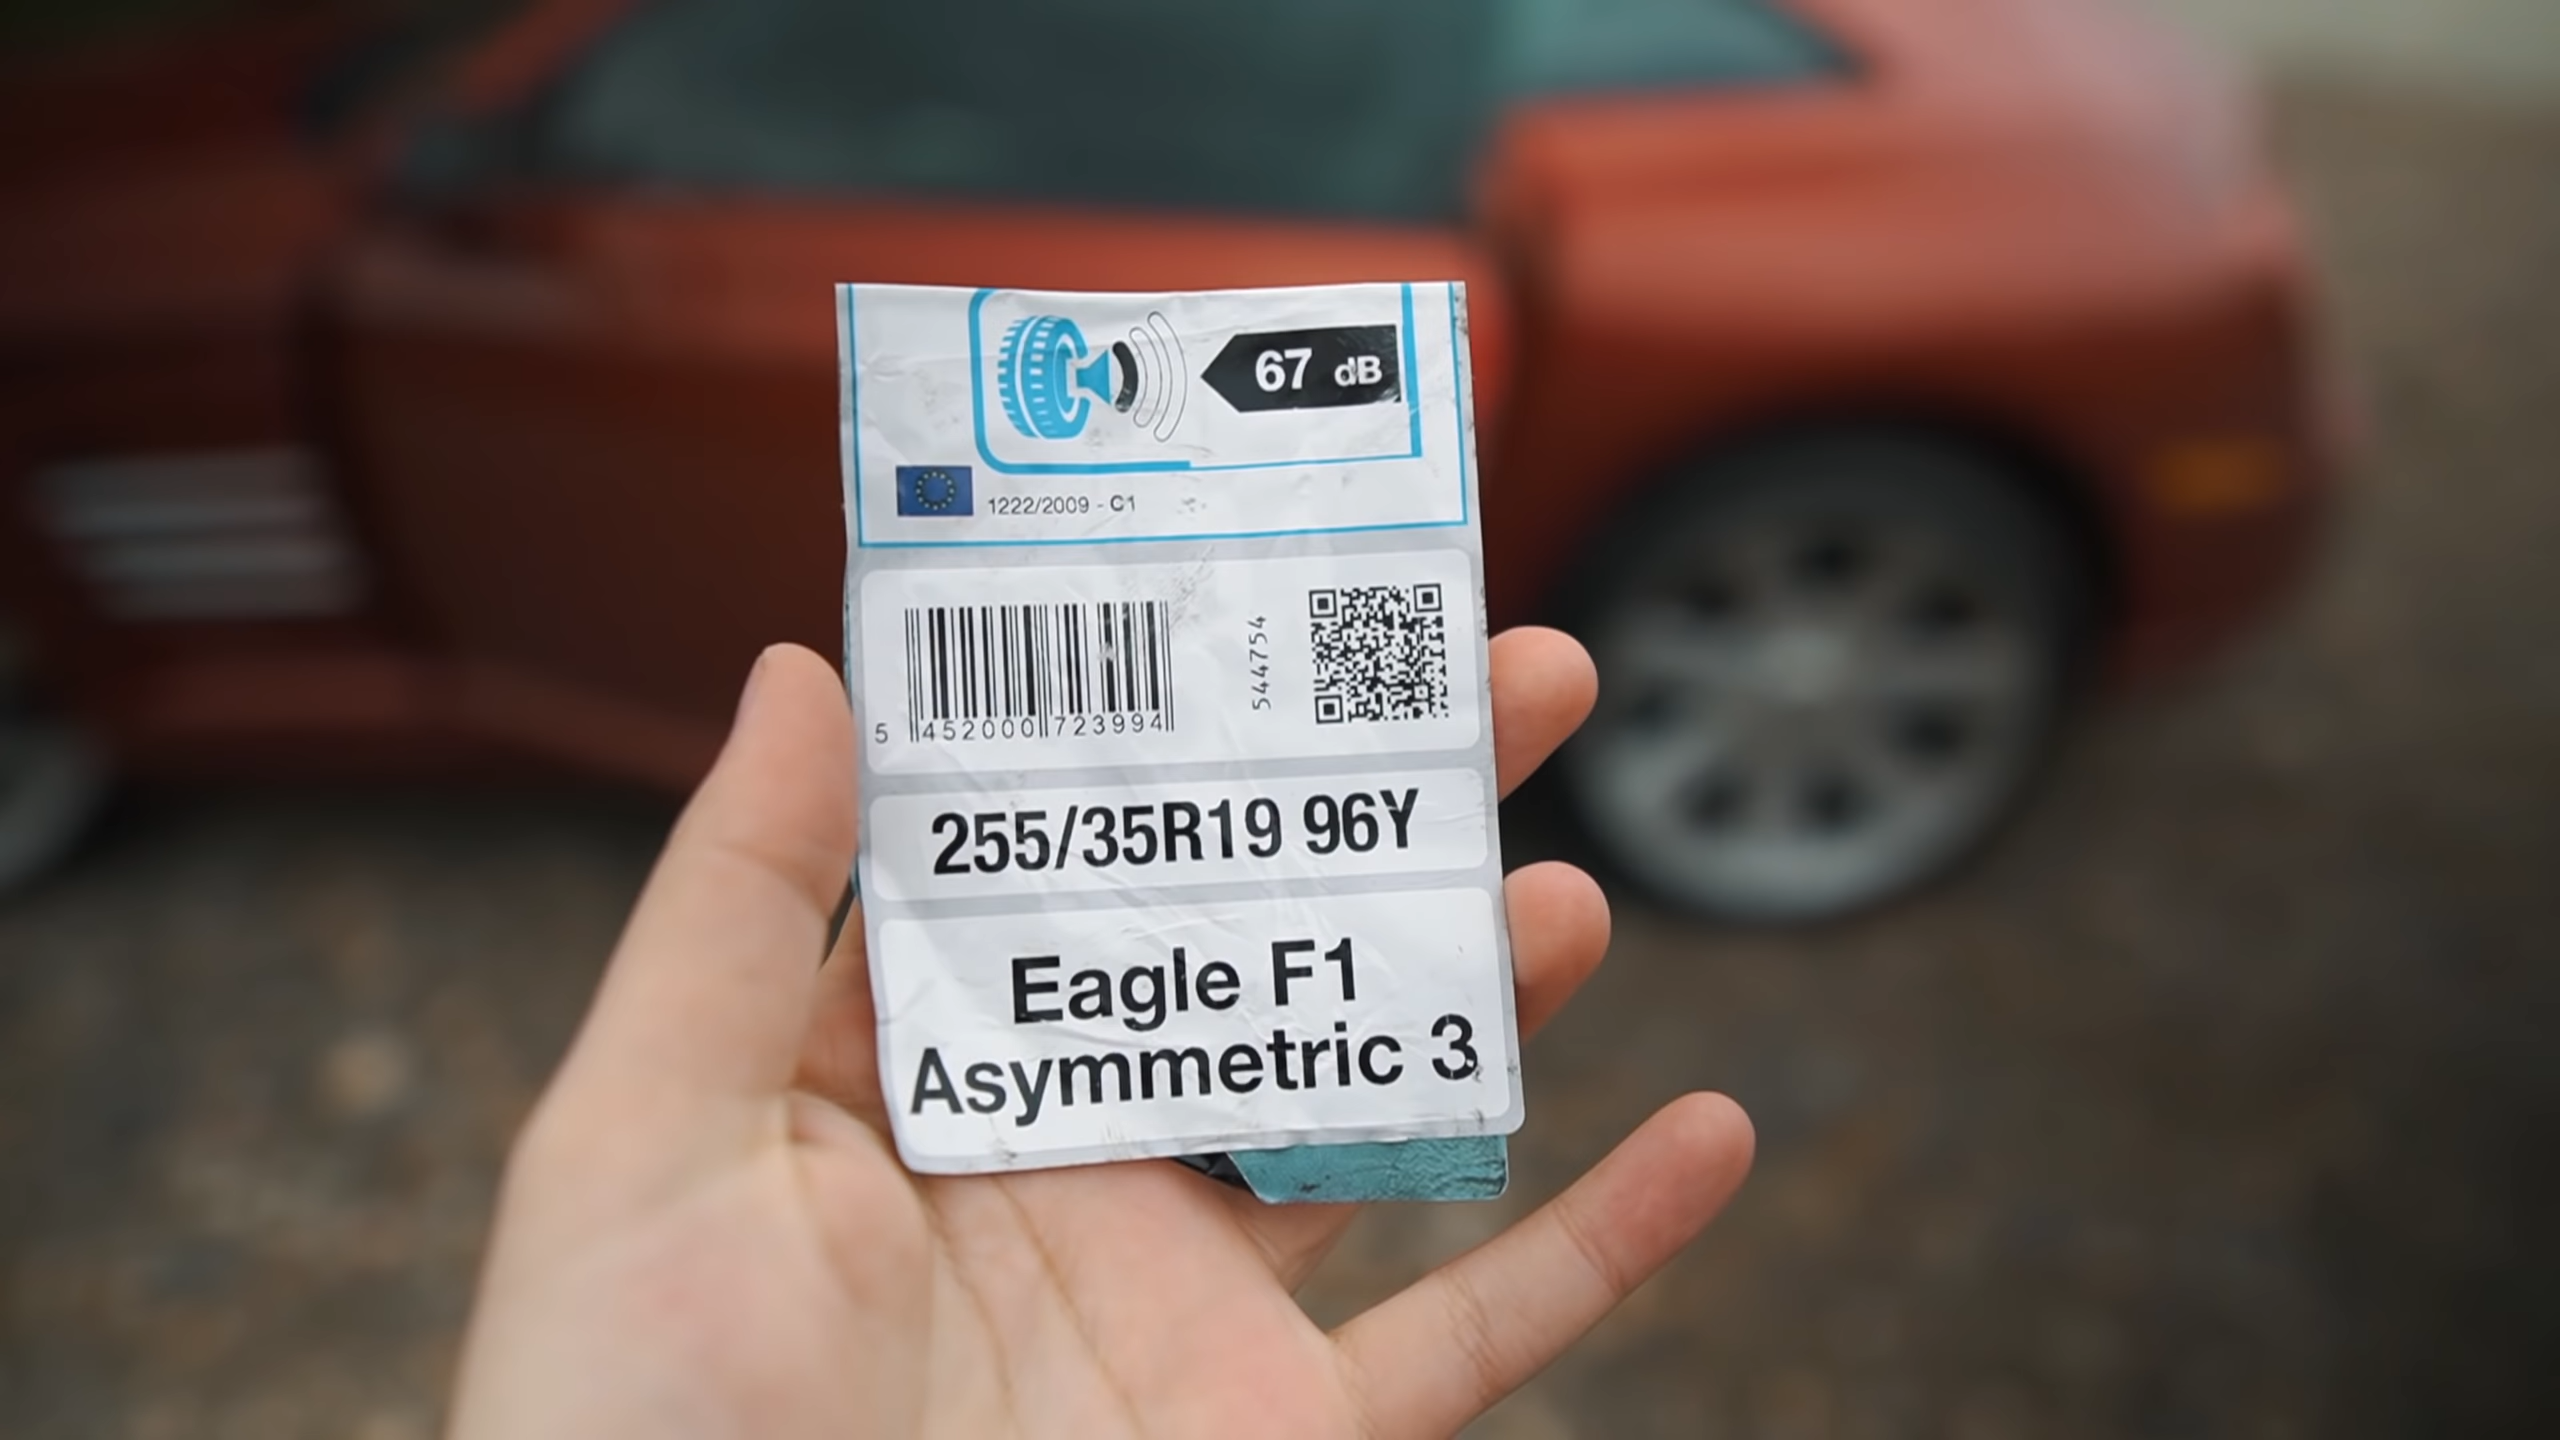 67 dB
1222/2009 - C1
5 452000 723994
544754
255/35R19 96Y
Eagle F1
Asymmetric 3